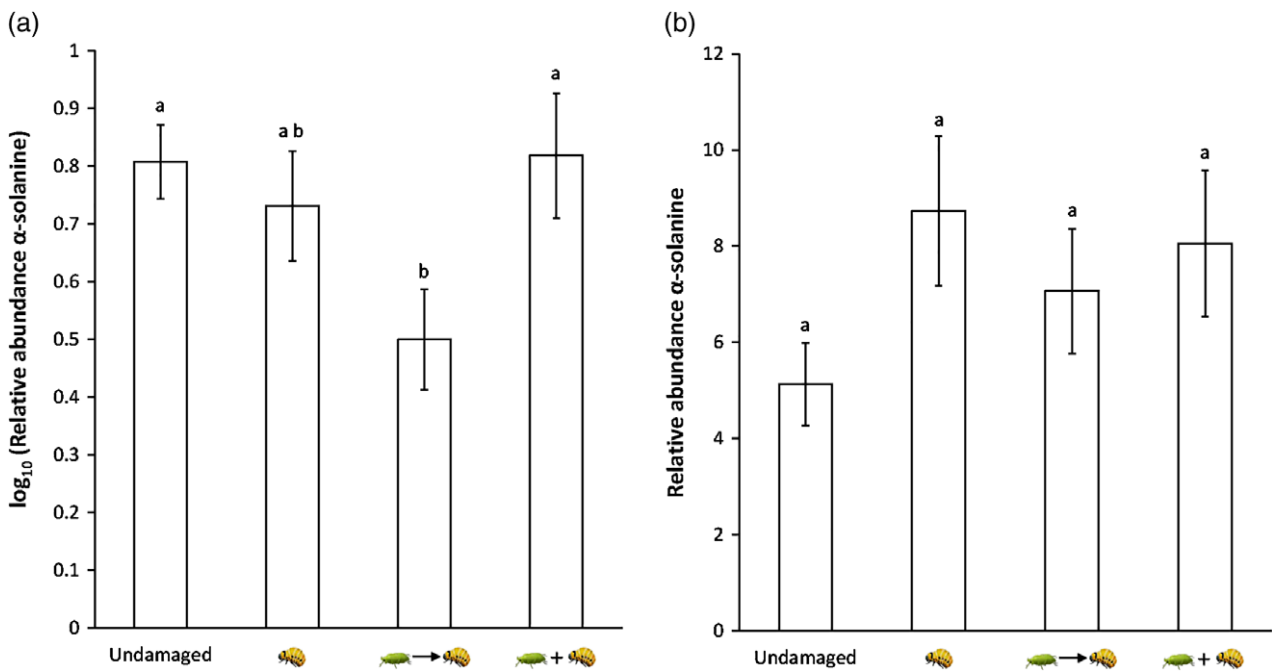 (a)
log₁₀ (Relative abundance α-solanine)
1
0.9
0.8
0.7
0.6
0.5
0.4
0.3
0.2
0.1
0
a
a b
b
a
Undamaged
+
(b)
Relative abundance α-solanine
12
10
8
6
4
2
0
a
a
a
a
Undamaged
+